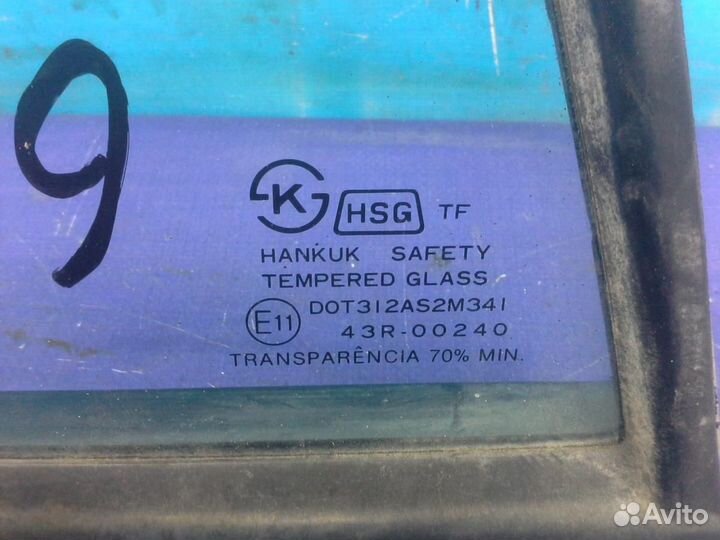 9
K HSG TF
HANKUK SAFETY
TEMPERED GLASS
E11 DOT312AS2M341
43R-00240
TRANSPARÊNCIA 70% MIN.
Avito